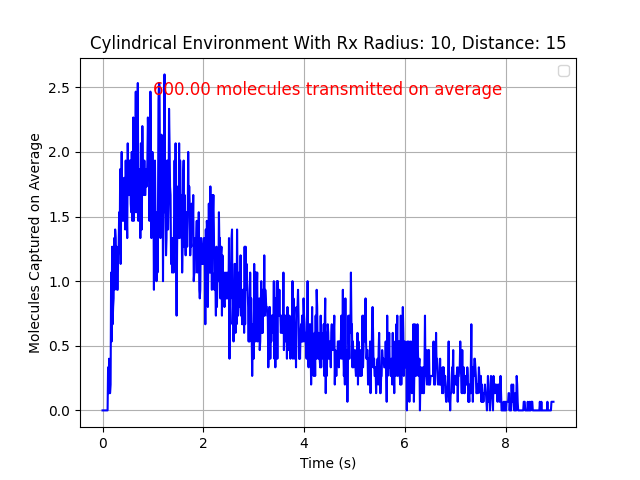 Cylindrical Environment With Rx Radius: 10, Distance: 15
600.00 molecules transmitted on average
Molecules Captured on Average
2.5
2.0
1.5
1.0
0.5
0.0
0 2 4 6 8
Time (s)